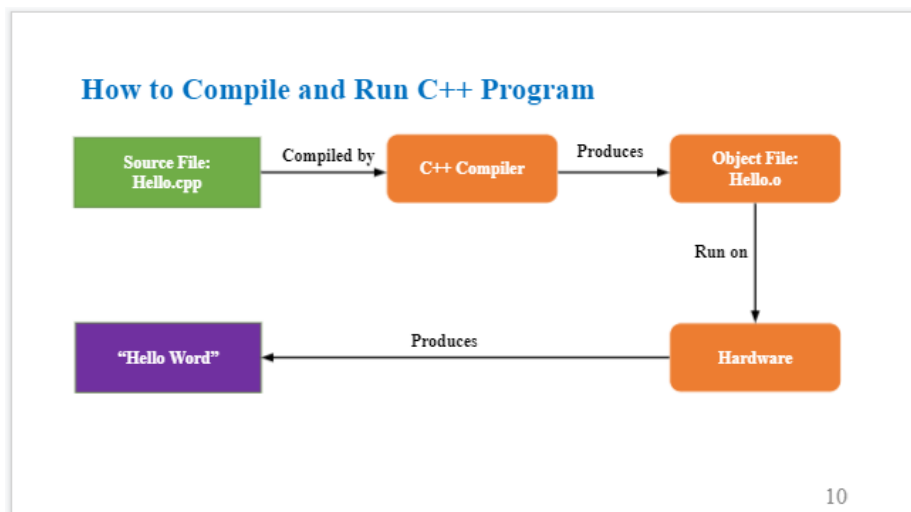 How to Compile and Run C++ Program
Source File:
Hello.cpp
Compiled by
C++ Compiler
Produces
Object File:
Hello.o
Run on
Hardware
Produces
“Hello Word”
10